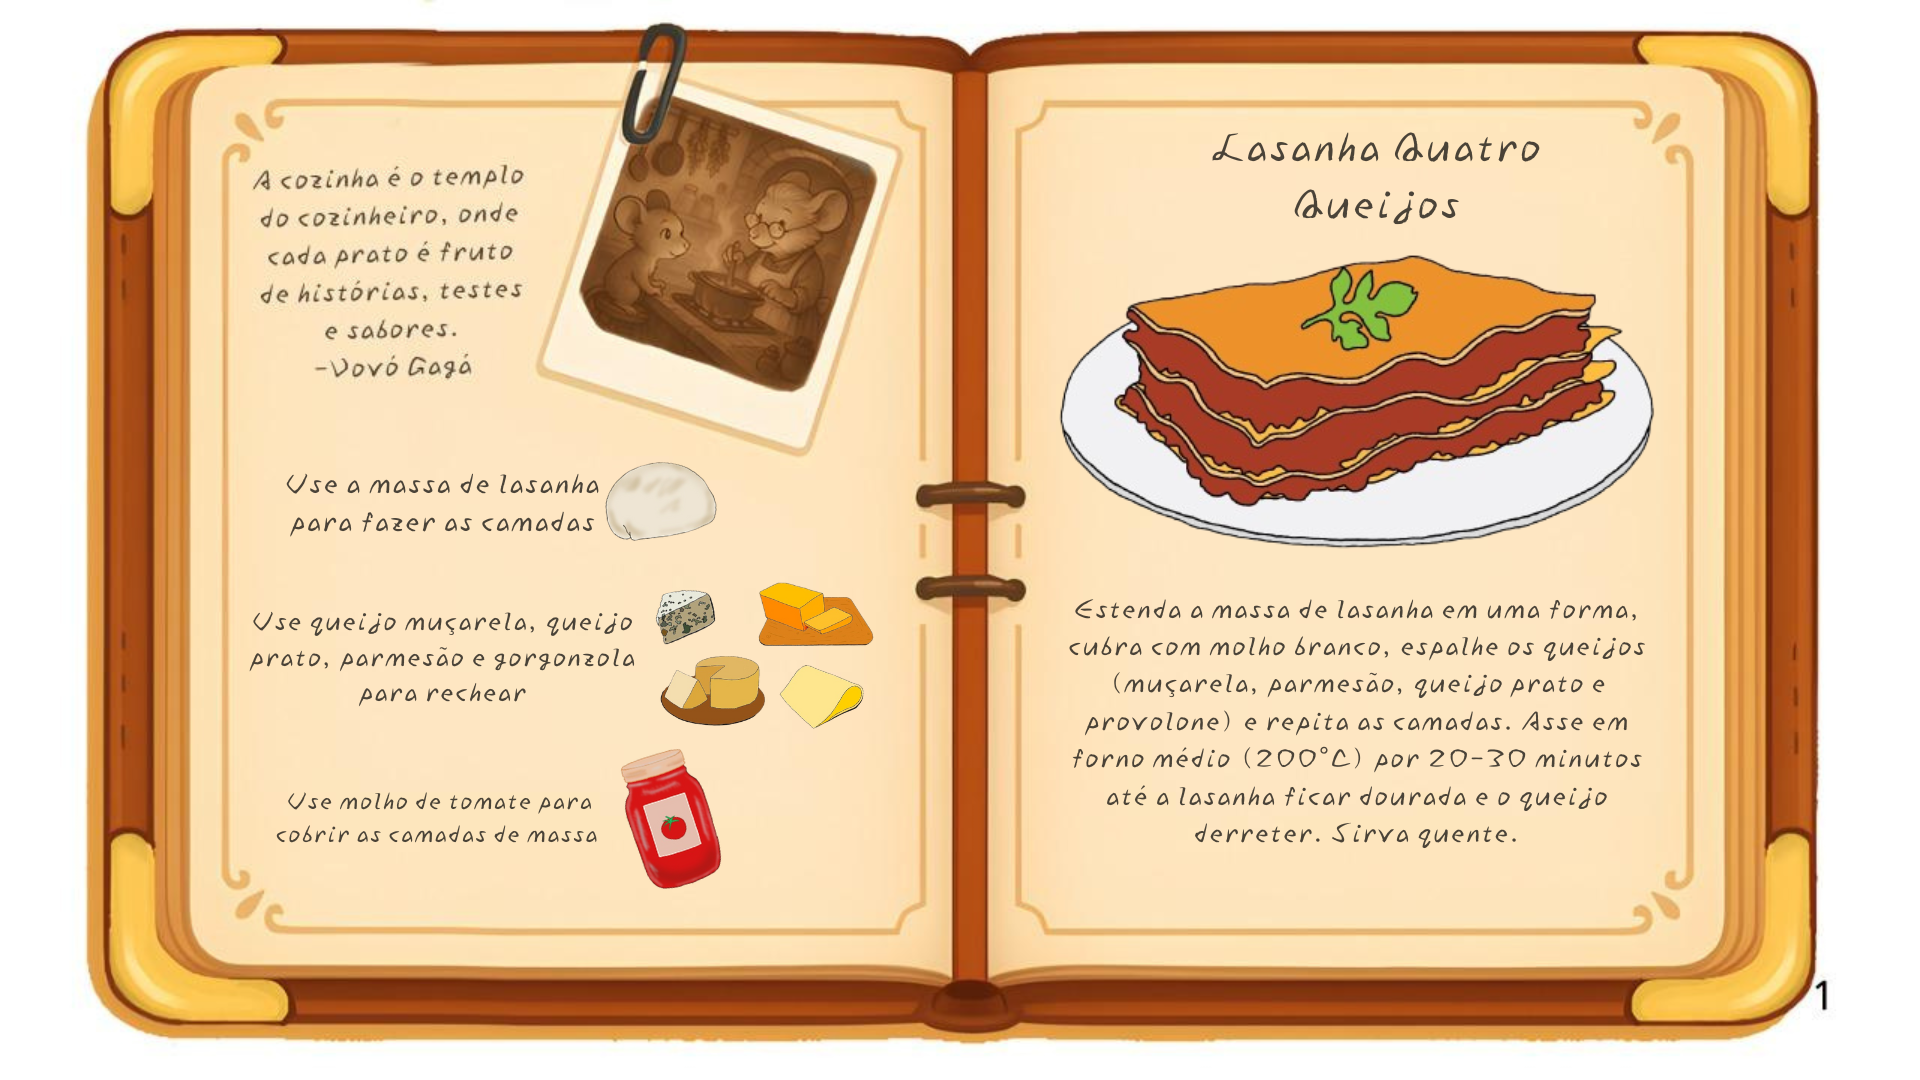 A cozinha é o templo
do cozinheiro, onde
cada prato é fruto
de histórias, testes
e sabores.
-Vovó Gagá
Use a massa de lasanha
para fazer as camadas
Use queijo muçarela, queijo
prato, parmesão e gorgonzola
para rechear
Use molho de tomate para
cobrir as camadas de massa
Lasanha Quatro
Queijos
Estenda a massa de lasanha em uma forma,
cubra com molho branco, espalhe os queijos
(muçarela, parmesão, queijo prato e
provolone) e repita as camadas. Asse em
forno médio (200°C) por 20-30 minutos
até a lasanha ficar dourada e o queijo
derreter. Sirva quente.
1